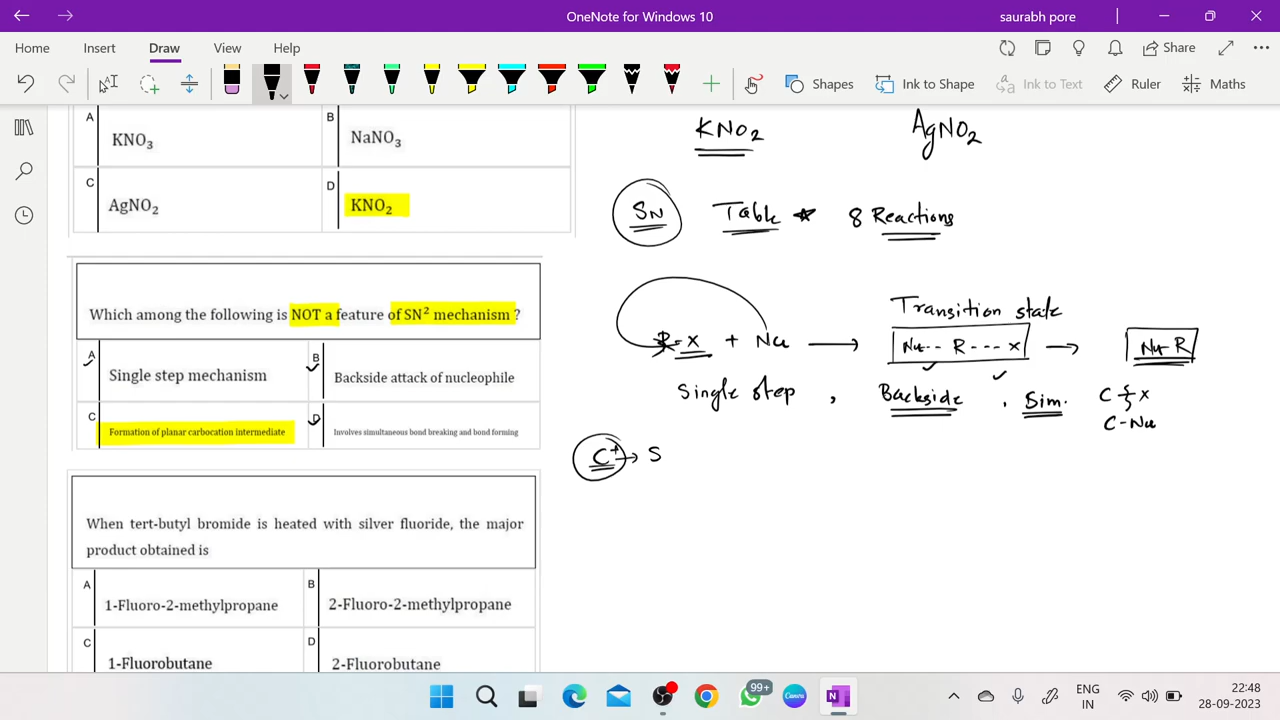 OneNote for Windows 10
saurabh pore
Home Insert Draw View Help
Share
Shapes
Ink to Shape
Ink to Text
Ruler
Maths
A
KNO₃
B
NaNO₃
C
AgNO₂
D
KNO₂
KNO₂ AgNO₂
SN Table * 8 Reactions
Which among the following is NOT a feature of SN² mechanism ?
A
Single step mechanism
B
Backside attack of nucleophile
C
Formation of planar carbocation intermediate
D
Involves simultaneous bond breaking and bond forming
Transition state
R-X + Nu → Nu-- R --- X → Nu-R
Single step , Backside , Sim. C-X
C-Nu
C⁺→ S
When tert-butyl bromide is heated with silver fluoride, the major
product obtained is
A
1-Fluoro-2-methylpropane
B
2-Fluoro-2-methylpropane
C
1-Fluorobutane
D
2-Fluorobutane
99+
ENG
IN
22:48
28-09-2023